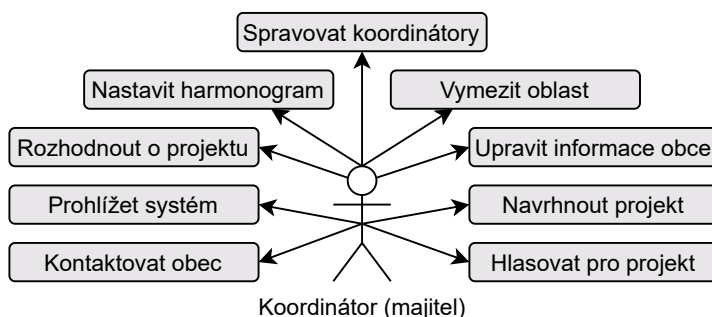 Spravovat koordinátory
Nastavit harmonogram
Vymezit oblast
Rozhodnout o projektu
Upravit informace obce
Prohlížet systém
Navrhnout projekt
Kontaktovat obec
Hlasovat pro projekt
Koordinátor (majitel)